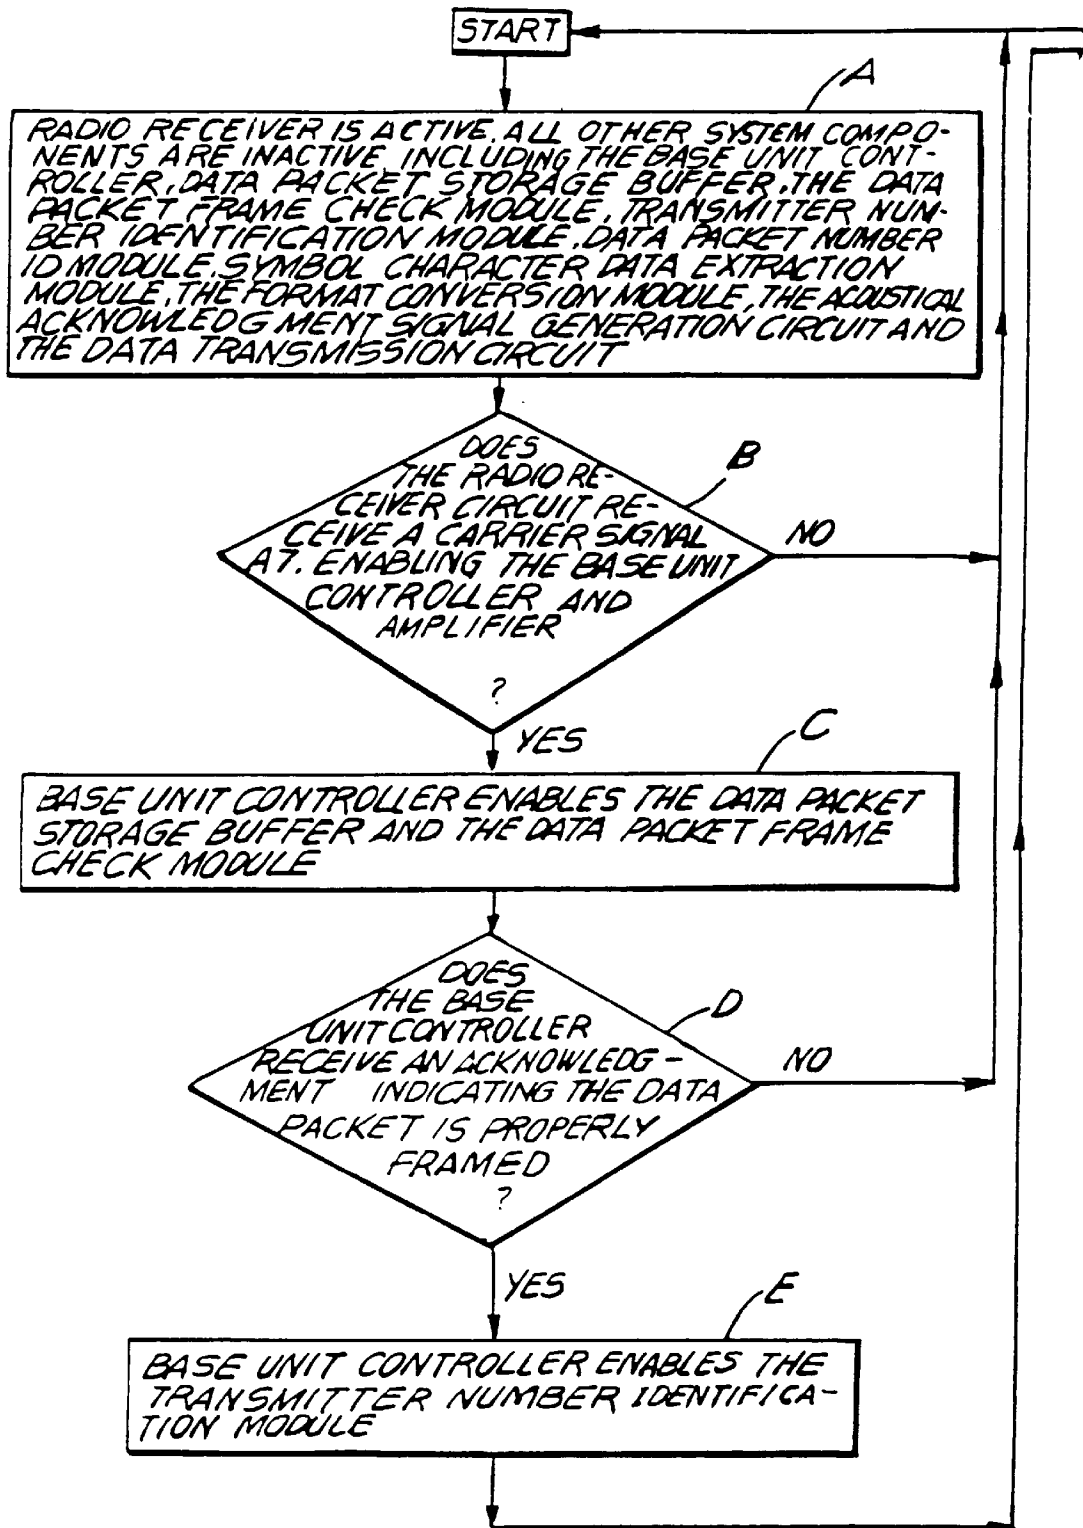 START
A
RADIO RECEIVER IS ACTIVE. ALL OTHER SYSTEM COMPO-
NENTS ARE INACTIVE INCLUDING THE BASE UNIT CONT-
ROLLER, DATA PACKET STORAGE BUFFER, THE DATA
PACKET FRAME CHECK MODULE, TRANSMITTER NUM-
BER IDENTIFICATION MODULE, DATA PACKET NUMBER
ID MODULE, SYMBOL CHARACTER DATA EXTRACTION
MODULE, THE FORMAT CONVERSION MODULE, THE ACOUSTICAL
ACKNOWLEDG MENT SIGNAL GENERATION CIRCUIT AND
THE DATA TRANSMISSION CIRCUIT
B
DOES
THE RADIO RE-
CEIVER CIRCUIT RE-
CEIVE A CARRIER SIGNAL
A7. ENABLING THE BASE UNIT
CONTROLLER AND
AMPLIFIER
?
NO
YES
C
BASE UNIT CONTROLLER ENABLES THE DATA PACKET
STORAGE BUFFER AND THE DATA PACKET FRAME
CHECK MODULE
D
DOES
THE BASE
UNIT CONTROLLER
RECEIVE AN ACKNOWLEDG-
MENT INDICATING THE DATA
PACKET IS PROPERLY
FRAMED
?
NO
YES
E
BASE UNIT CONTROLLER ENABLES THE
TRANSMITTER NUMBER IDENTIFICA-
TION MODULE